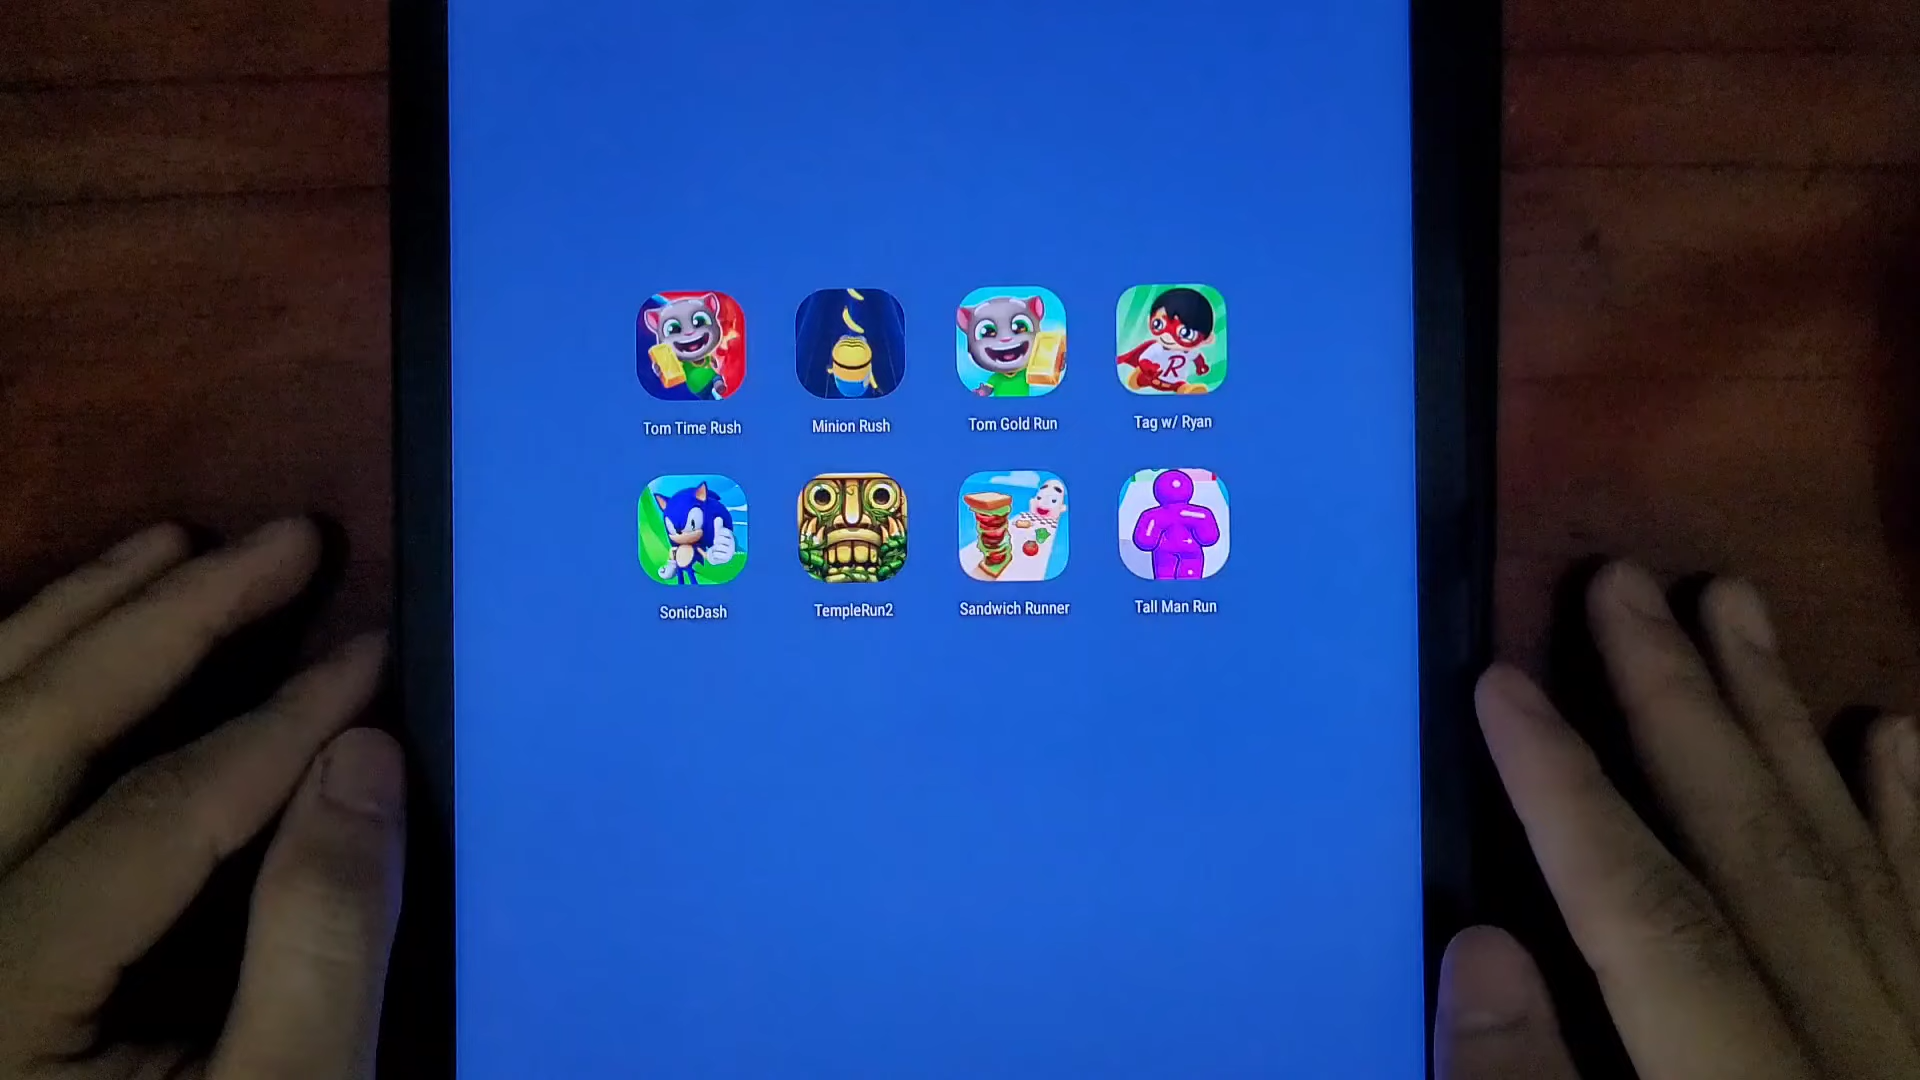 Tom Time Rush
Minion Rush
Tom Gold Run
Tag w/ Ryan
R
SonicDash
TempleRun2
Sandwich Runner
Tall Man Run